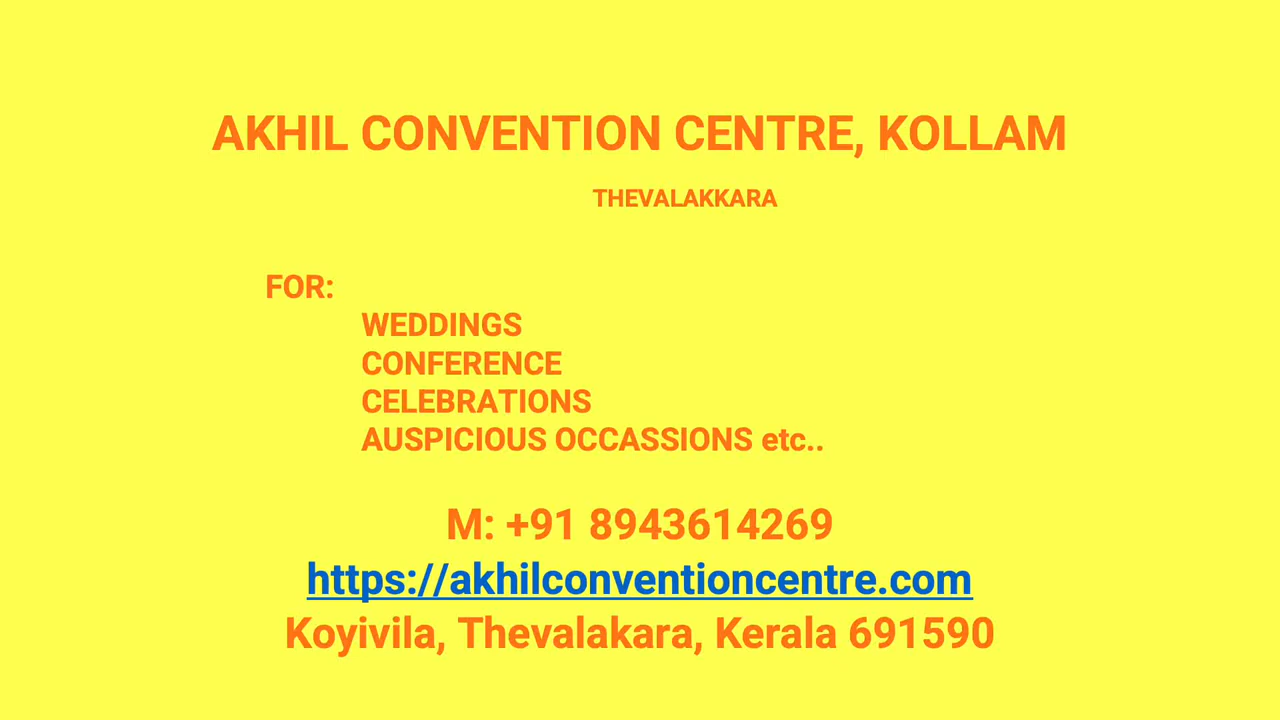 AKHIL CONVENTION CENTRE, KOLLAM
THEVALAKKARA
FOR:
WEDDINGS
CONFERENCE
CELEBRATIONS
AUSPICIOUS OCCASSIONS etc..
M: +91 8943614269
https://akhilconventioncentre.com
Koyivila, Thevalakara, Kerala 691590